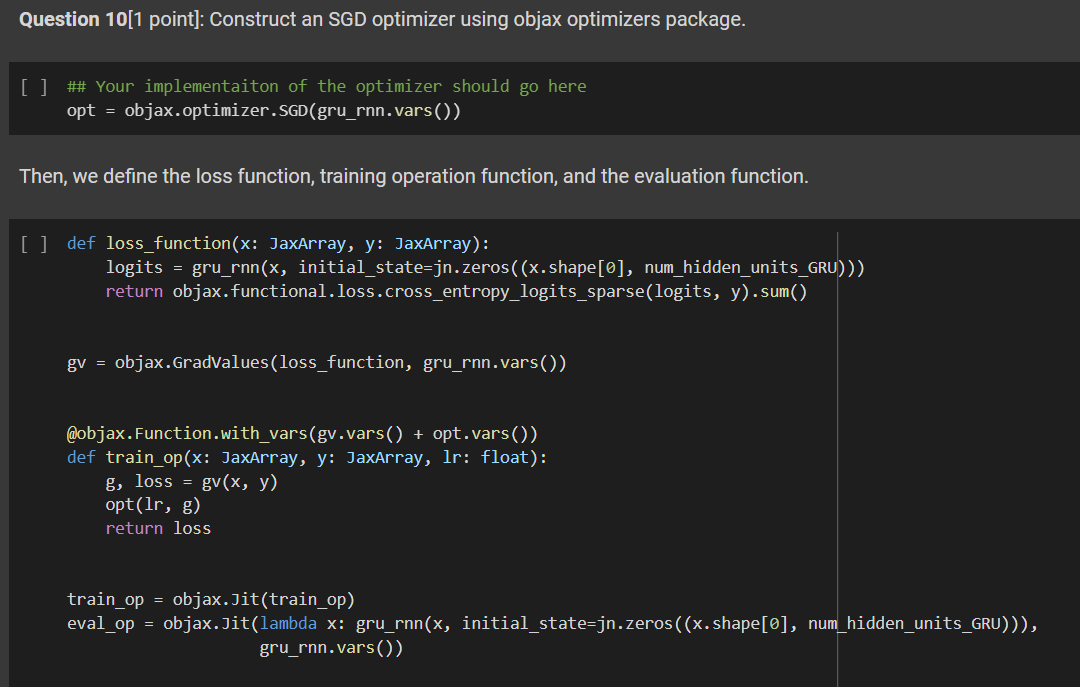 Question 10[1 point]: Construct an SGD optimizer using objax optimizers package.
[ ] ## Your implementaiton of the optimizer should go here
opt = objax.optimizer.SGD(gru_rnn.vars())
Then, we define the loss function, training operation function, and the evaluation function.
[ ] def loss_function(x: JaxArray, y: JaxArray):
logits = gru_rnn(x, initial_state=jn.zeros((x.shape[0], num_hidden_units_GRU)))
return objax.functional.loss.cross_entropy_logits_sparse(logits, y).sum()
gv = objax.GradValues(loss_function, gru_rnn.vars())
@objax.Function.with_vars(gv.vars() + opt.vars())
def train_op(x: JaxArray, y: JaxArray, lr: float):
g, loss = gv(x, y)
opt(lr, g)
return loss
train_op = objax.Jit(train_op)
eval_op = objax.Jit(lambda x: gru_rnn(x, initial_state=jn.zeros((x.shape[0], num_hidden_units_GRU))),
gru_rnn.vars())